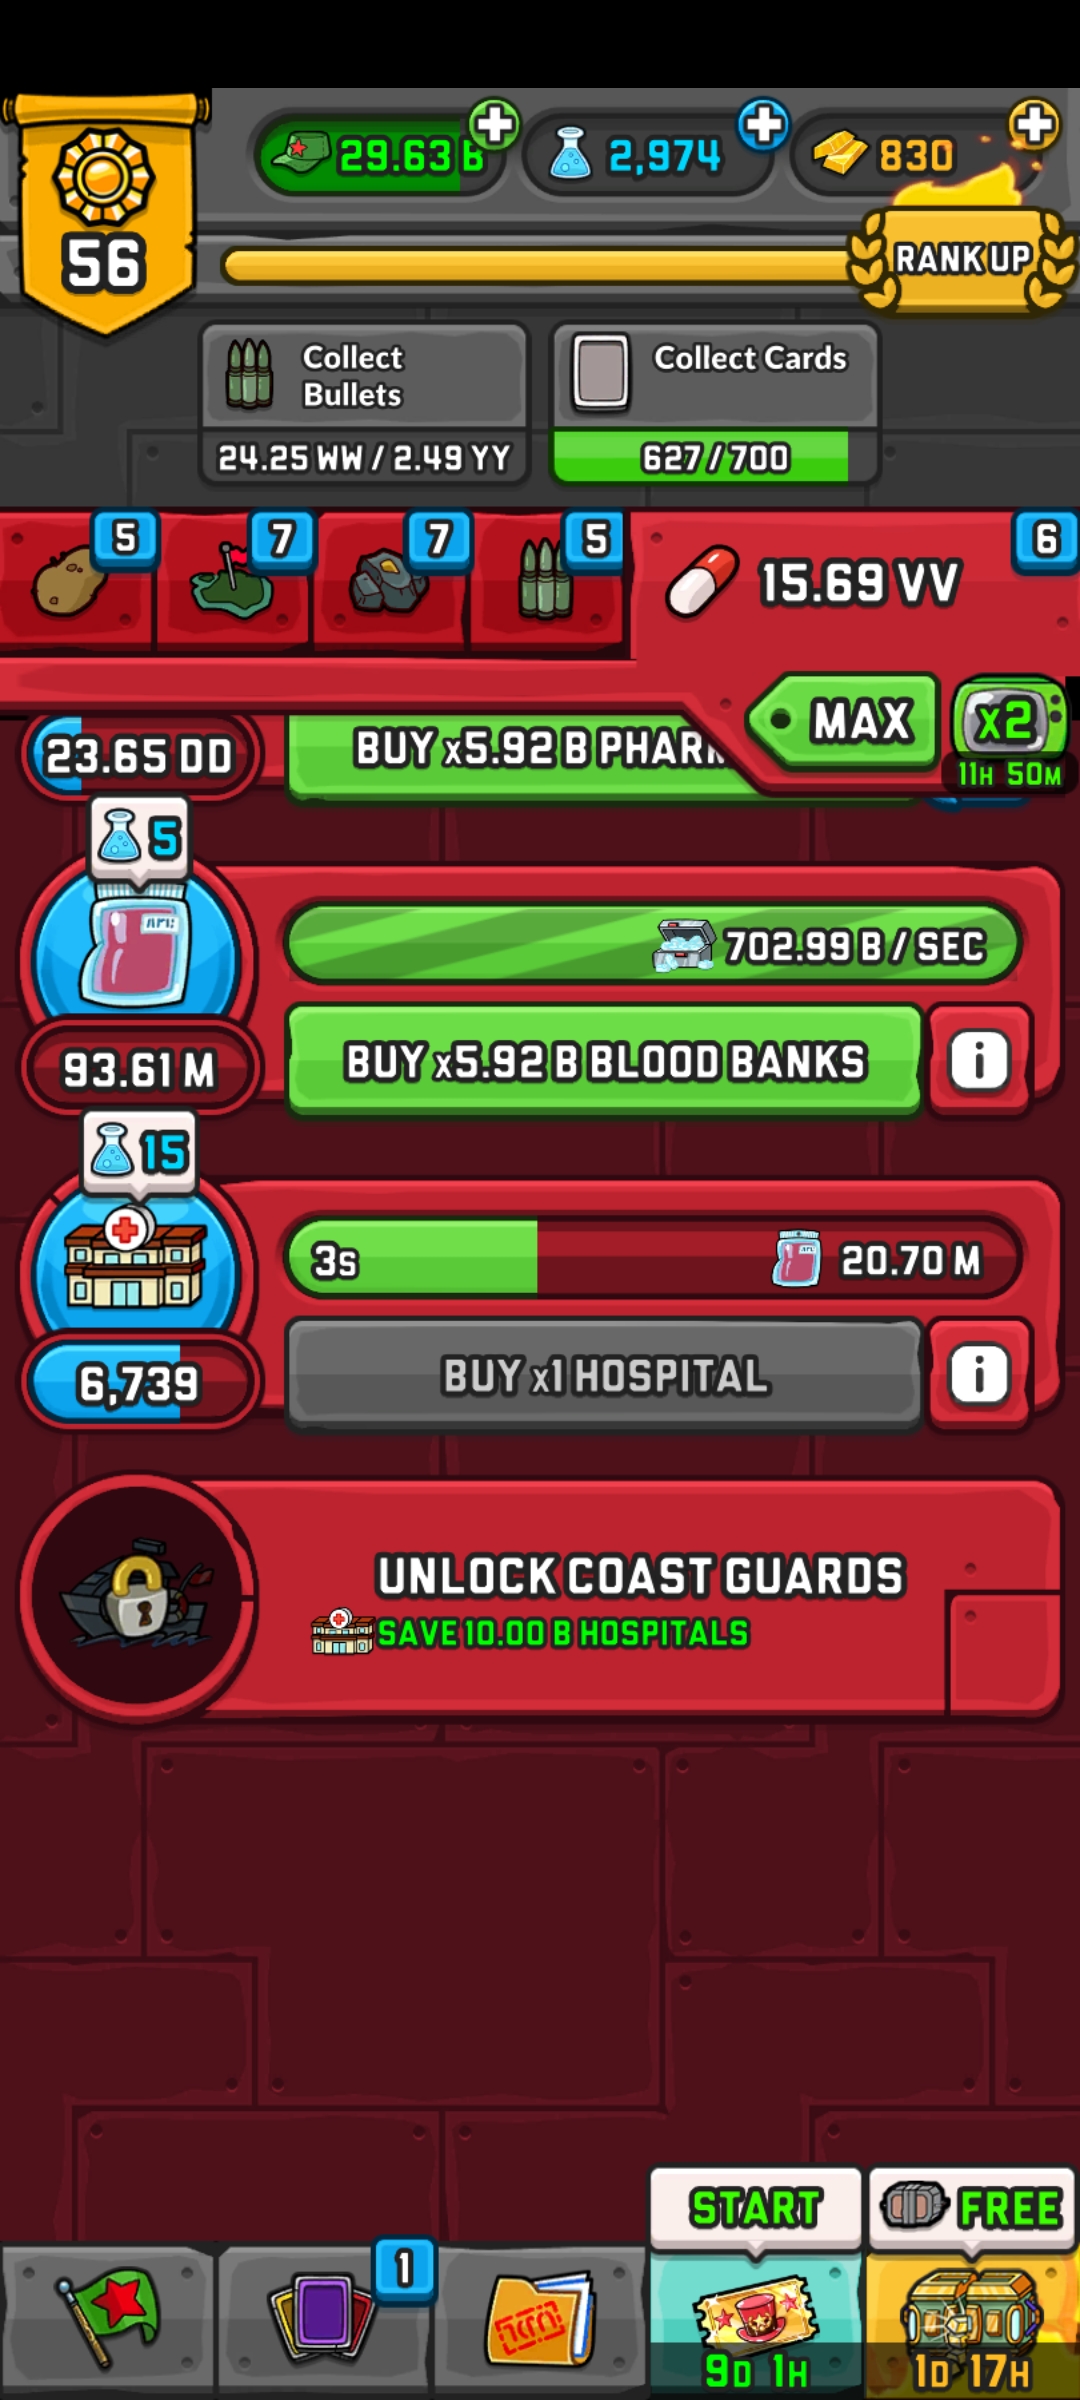 29.63 B
2,974
830
56
RANK UP
Collect
Bullets
24.25 WW / 2.49 YY
Collect Cards
627 / 700
5
7
7
5
15.69 VV
6
MAX
x2
11H 50M
23.65 DD
BUY x5.92 B PHARM
5
702.99 B / SEC
93.61 M
BUY x5.92 B BLOOD BANKS
i
15
3s
20.70 M
6,739
BUY x1 HOSPITAL
i
UNLOCK COAST GUARDS
SAVE 10.00 B HOSPITALS
START
FREE
1
9D 1H
1D 17H